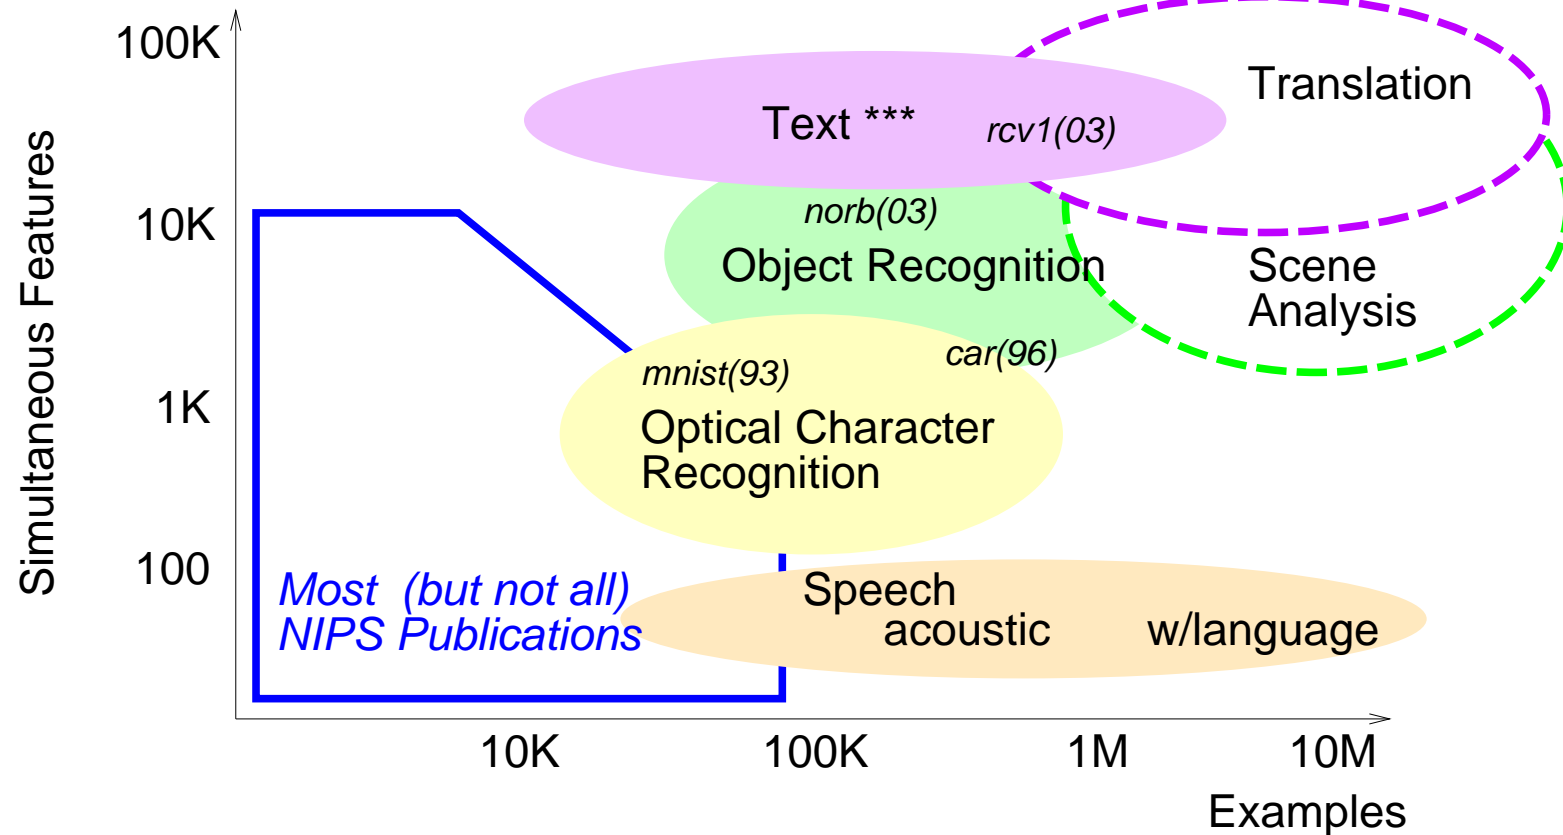 100K
Translation
Text ***
rcv1(03)
Simultaneous Features
10K
norb(03)
Object Recognition
Scene
Analysis
car(96)
mnist(93)
1K
Optical Character
Recognition
100
Most (but not all)
NIPS Publications
Speech
acoustic
w/language
10K
100K
1M
10M
Examples